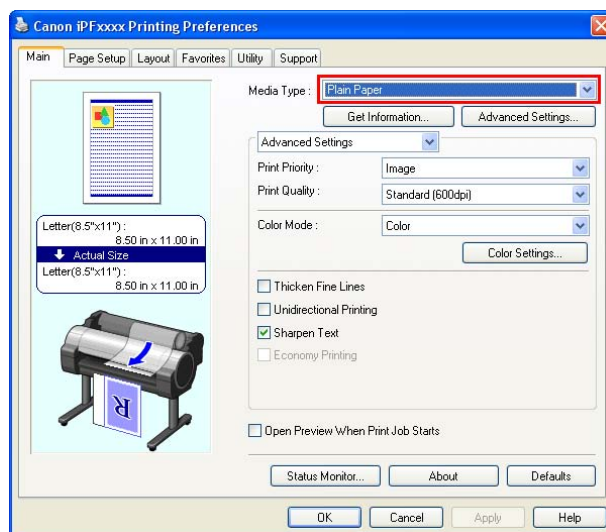 Canon iPFxxxx Printing Preferences
Main Page Setup Layout Favorites Utility Support
Media Type : Plain Paper
Get Information... Advanced Settings...
Advanced Settings
Print Priority : Image
Print Quality : Standard (600dpi)
Letter(8.5"x11") :
8.50 in x 11.00 in
Actual Size
Letter(8.5"x11") :
8.50 in x 11.00 in
Color Mode : Color
Color Settings...
Thicken Fine Lines
Unidirectional Printing
Sharpen Text
Economy Printing
R
Open Preview When Print Job Starts
Status Monitor... About Defaults
OK Cancel Apply Help